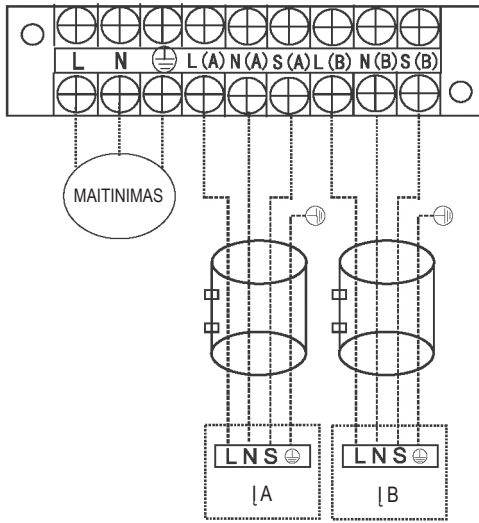 L N L(A) N(A) S(A) L(B) N(B) S(B)
MAITINIMAS
L N S
L N S
Į A
Į B